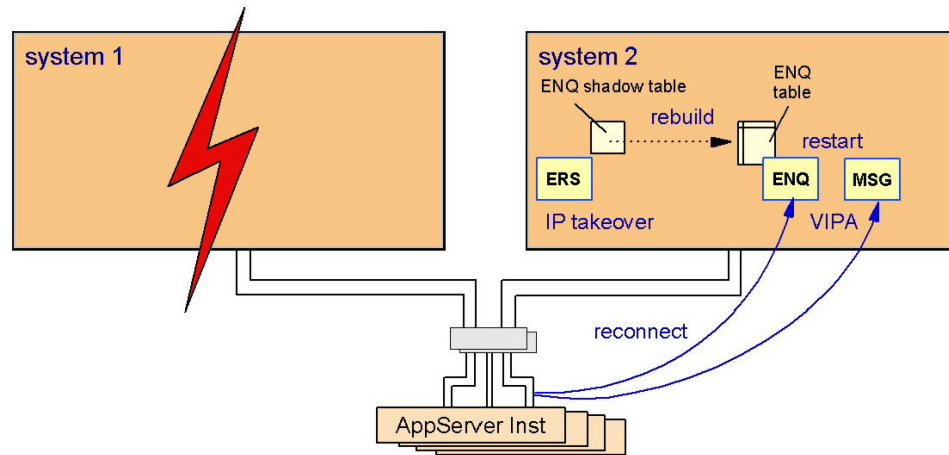 system 1
system 2
ENQ shadow table
ENQ
table
rebuild
restart
ERS
ENQ
MSG
IP takeover
VIPA
reconnect
AppServer Inst